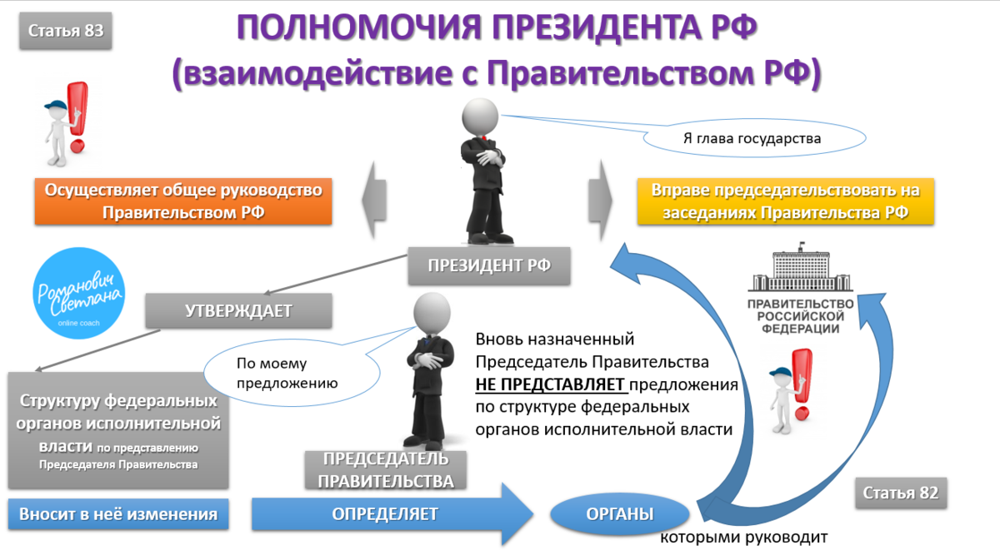 Статья 83
ПОЛНОМОЧИЯ ПРЕЗИДЕНТА РФ
(взаимодействие с Правительством РФ)
Я глава государства
Осуществляет общее руководство
Правительством РФ
Вправе председательствовать на
заседаниях Правительства РФ
ПРЕЗИДЕНТ РФ
Романович
Светлана
online coach
УТВЕРЖДАЕТ
ПРАВИТЕЛЬСТВО
РОССИЙСКОЙ
ФЕДЕРАЦИИ
По моему
предложению
Вновь назначенный
Председатель Правительства
НЕ ПРЕДСТАВЛЯЕТ предложения
по структуре федеральных
органов исполнительной власти
Структуру федеральных
органов исполнительной
власти по представлению
Председателя Правительства
ПРЕДСЕДАТЕЛЬ
ПРАВИТЕЛЬСТВА
Статья 82
Вносит в неё изменения
ОПРЕДЕЛЯЕТ
ОРГАНЫ
которыми руководит